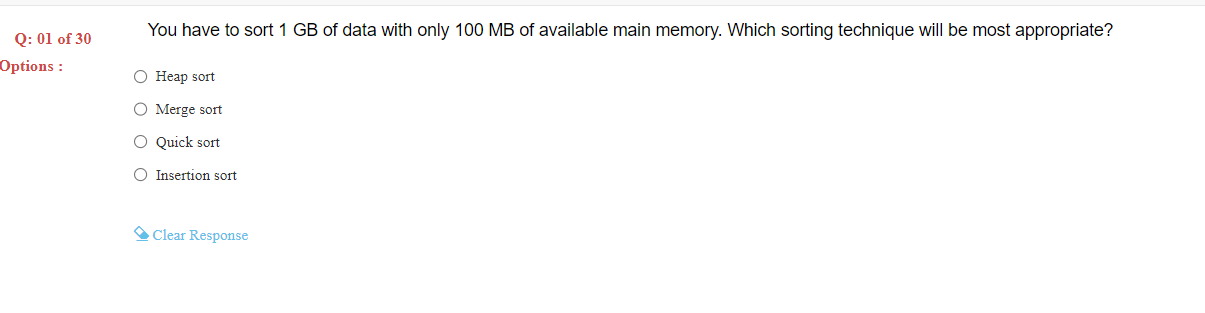 Q: 01 of 30
You have to sort 1 GB of data with only 100 MB of available main memory. Which sorting technique will be most appropriate?
Options :
Heap sort
Merge sort
Quick sort
Insertion sort
Clear Response